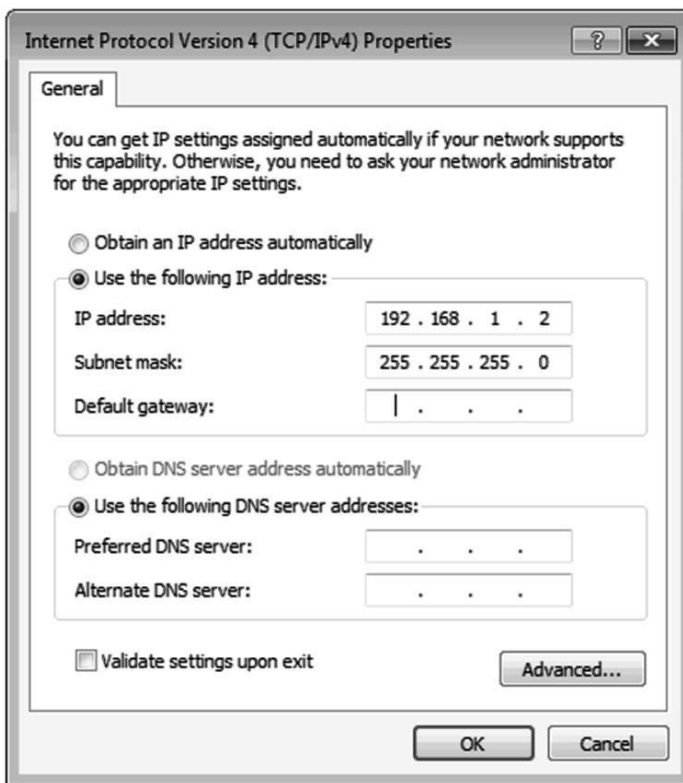 Internet Protocol Version 4 (TCP/IPv4) Properties
?
General
You can get IP settings assigned automatically if your network supports
this capability. Otherwise, you need to ask your network administrator
for the appropriate IP settings.
Obtain an IP address automatically
Use the following IP address:
IP address: 192 . 168 . 1 . 2
Subnet mask: 255 . 255 . 255 . 0
Default gateway: . . .
Obtain DNS server address automatically
Use the following DNS server addresses:
Preferred DNS server: . . .
Alternate DNS server: . . .
Validate settings upon exit
Advanced...
OK Cancel